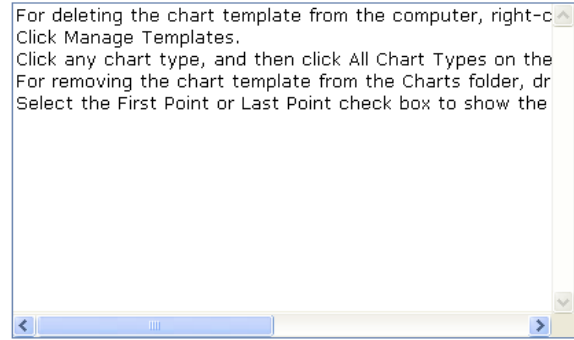 For deleting the chart template from the computer, right-c
Click Manage Templates.
Click any chart type, and then click All Chart Types on the
For removing the chart template from the Charts folder, dr
Select the First Point or Last Point check box to show the